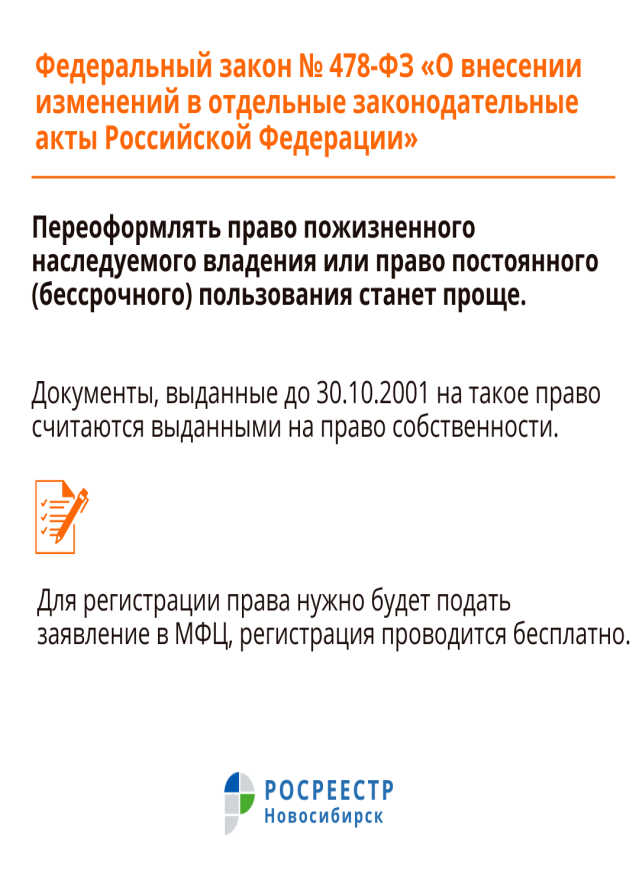 Федеральный закон № 478-ФЗ «О внесении
изменений в отдельные законодательные
акты Российской Федерации»
Переоформлять право пожизненного
наследуемого владения или право постоянного
(бессрочного) пользования станет проще.
Документы, выданные до 30.10.2001 на такое право
считаются выданными на право собственности.
Для регистрации права нужно будет подать
заявление в МФЦ, регистрация проводится бесплатно.
РОСРЕЕСТР
Новосибирск